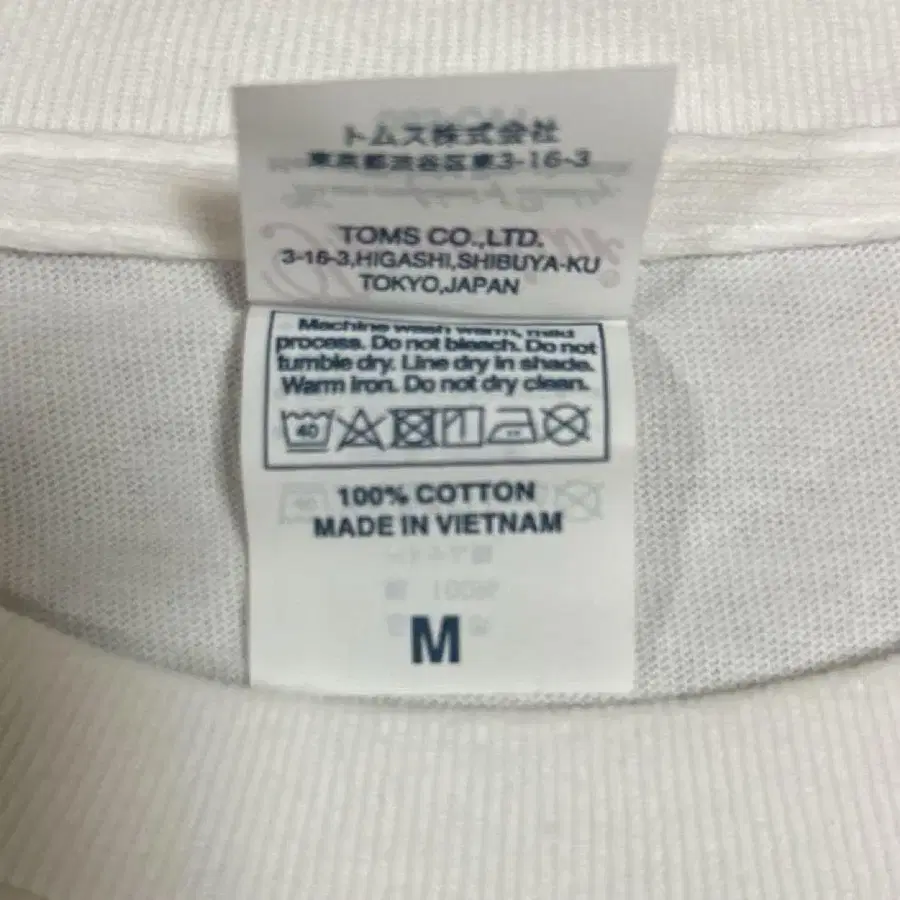 トムス株式会社
東京都渋谷区東3-16-3
TOMS CO.,LTD.
3-16-3,HIGASHI,SHIBUYA-KU
TOKYO,JAPAN
Machine wash warm, mild
process. Do not bleach. Do not
tumble dry. Line dry in shade.
Warm iron. Do not dry clean.
40
100% COTTON
MADE IN VIETNAM
M